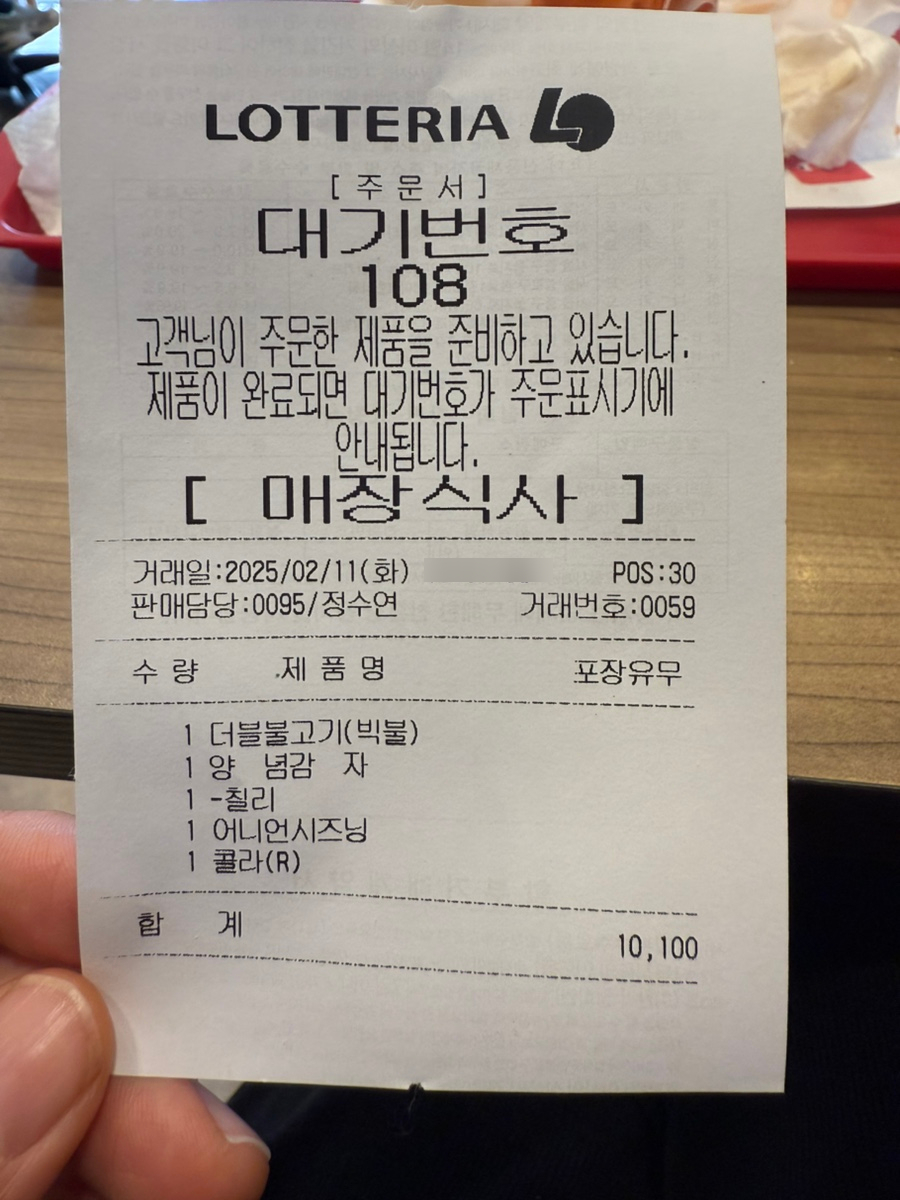 LOTTERIA
[주문서]
대기번호
108
고객님이 주문한 제품을 준비하고 있습니다.
제품이 완료되면 대기번호가 주문표시기에
안내됩니다.
[ 매장식사 ]
거래일:2025/02/11(화) POS:30
판매담당:0095/정수연 거래번호:0059
수량 제품명 포장유무
1 더블불고기(빅불)
1 양 념감 자
1 -칠리
1 어니언시즈닝
1 콜라(R)
합 계
10,100